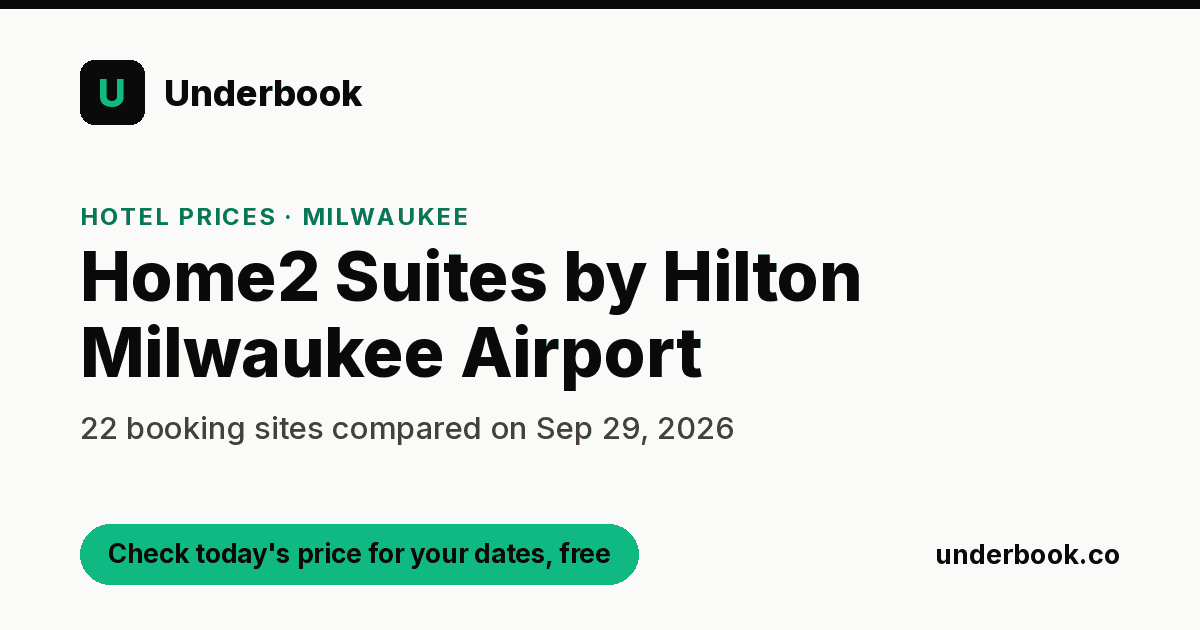 U
Underbook
HOTEL PRICES · MILWAUKEE
Home2 Suites by Hilton
Milwaukee Airport
22 booking sites compared on Sep 29, 2026
Check today's price for your dates, free
underbook.co